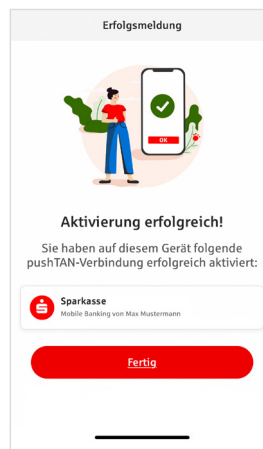 Erfolgsmeldung
OK
Aktivierung erfolgreich!
Sie haben auf diesem Gerät folgende
pushTAN-Verbindung erfolgreich aktiviert:
Sparkasse
Mobile Banking von Max Mustermann
Fertig